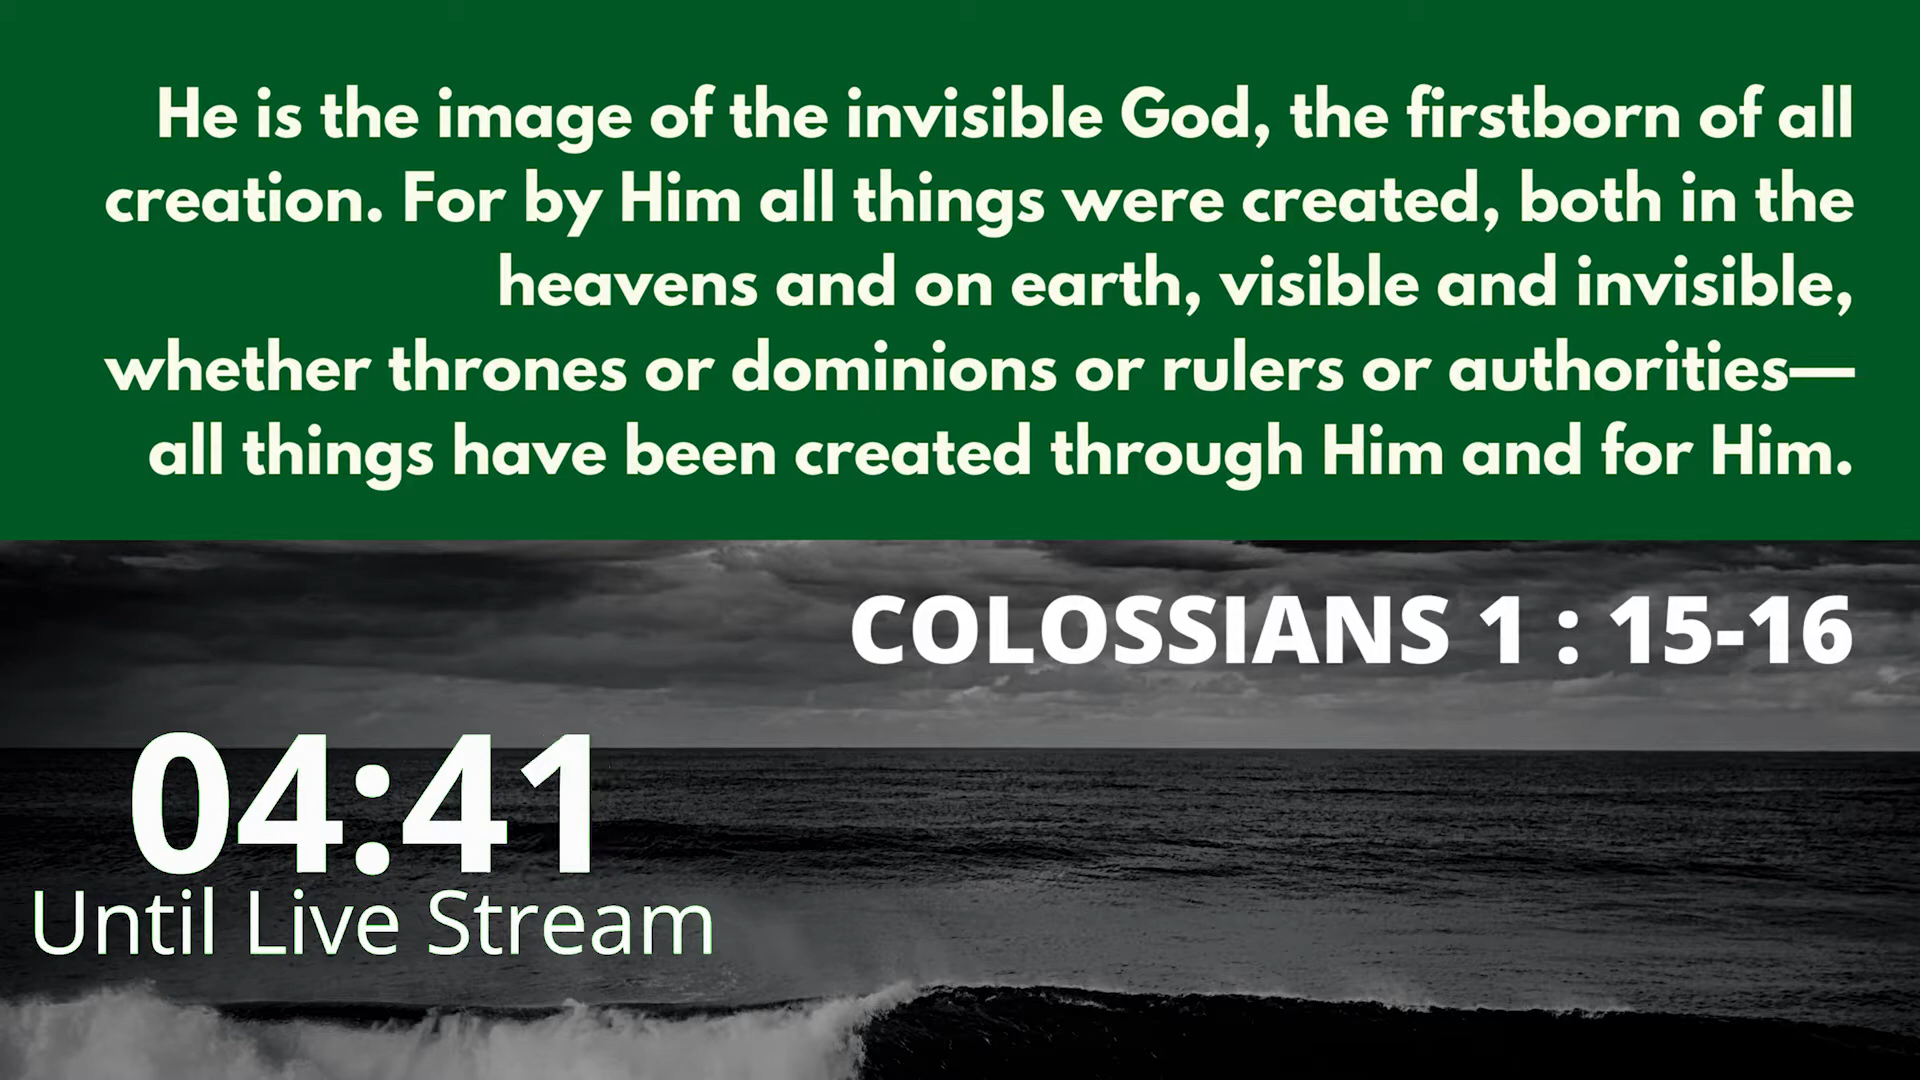 He is the image of the invisible God, the firstborn of all
creation. For by Him all things were created, both in the
heavens and on earth, visible and invisible,
whether thrones or dominions or rulers or authorities—
all things have been created through Him and for Him.
COLOSSIANS 1 : 15-16
04:41
Until Live Stream